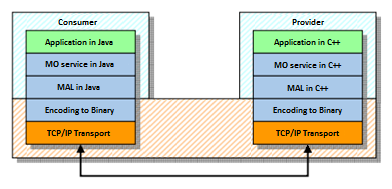 Consumer
Application in Java
MO service in Java
MAL in Java
Encoding to Binary
TCP/IP Transport
Provider
Application in C++
MO service in C++
MAL in C++
Encoding to Binary
TCP/IP Transport